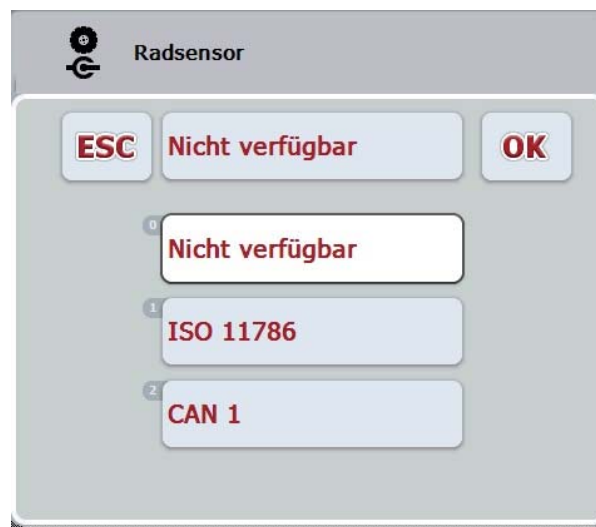 Radsensor
ESC Nicht verfügbar OK
0
Nicht verfügbar
1
ISO 11786
2
CAN 1